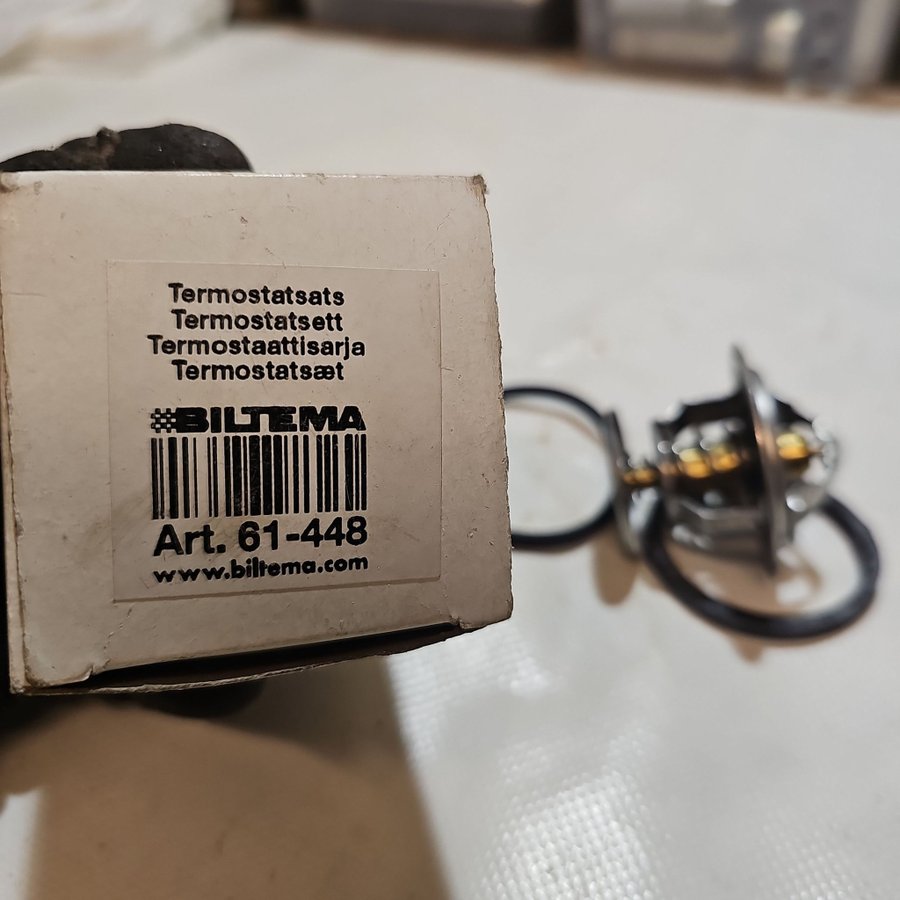 Termostatsats
Termostatsett
Termostaattisarja
Termostatsæt
BILTEMA
Art. 61-448
www.biltema.com